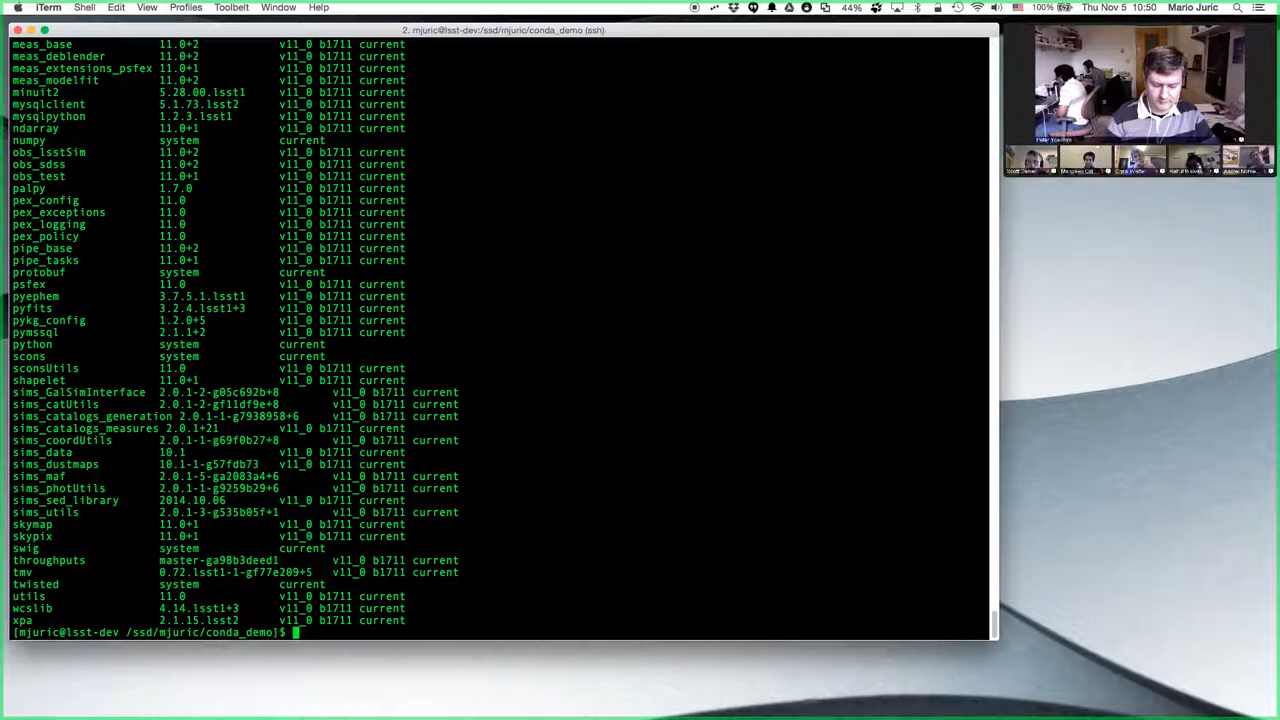 iTerm Shell Edit View Profiles Toolbelt Window Help 44% 100% Thu Nov 5 10:50 Mario Juric
2. mjuric@lsst-dev:/ssd/mjuric/conda_demo (ssh)
meas_base 11.0+2 v11_0 b1711 current
meas_deblender 11.0+2 v11_0 b1711 current
meas_extensions_psfex 11.0+1 v11_0 b1711 current
meas_modelfit 11.0+2 v11_0 b1711 current
minuit2 5.28.00.lsst1 v11_0 b1711 current
mysqlclient 5.1.73.lsst2 v11_0 b1711 current
mysqlpython 1.2.3.lsst1 v11_0 b1711 current
ndarray 11.0+1 v11_0 b1711 current
numpy system current
obs_lsstSim 11.0+2 v11_0 b1711 current
obs_sdss 11.0+2 v11_0 b1711 current
obs_test 11.0+1 v11_0 b1711 current
palpy 1.7.0 v11_0 b1711 current
pex_config 11.0 v11_0 b1711 current
pex_exceptions 11.0 v11_0 b1711 current
pex_logging 11.0 v11_0 b1711 current
pex_policy 11.0 v11_0 b1711 current
pipe_base 11.0+2 v11_0 b1711 current
pipe_tasks 11.0+1 v11_0 b1711 current
protobuf system current
psfex 11.0 v11_0 b1711 current
pyephem 3.7.5.1.lsst1 v11_0 b1711 current
pyfits 3.2.4.lsst1+3 v11_0 b1711 current
pykg_config 1.2.0+5 v11_0 b1711 current
pymssql 2.1.1+2 v11_0 b1711 current
python system current
scons system current
sconsUtils 11.0 v11_0 b1711 current
shapelet 11.0+1 v11_0 b1711 current
sims_GalSimInterface 2.0.1-2-g05c692b+8 v11_0 b1711 current
sims_catUtils 2.0.1-2-gf11df9e+8 v11_0 b1711 current
sims_catalogs_generation 2.0.1-1-g7938958+6 v11_0 b1711 current
sims_catalogs_measures 2.0.1+21 v11_0 b1711 current
sims_coordUtils 2.0.1-1-g69f0b27+8 v11_0 b1711 current
sims_data 10.1 v11_0 b1711 current
sims_dustmaps 10.1-1-g57fdb73 v11_0 b1711 current
sims_maf 2.0.1-5-ga2083a4+6 v11_0 b1711 current
sims_photUtils 2.0.1-1-g9259b29+6 v11_0 b1711 current
sims_sed_library 2014.10.06 v11_0 b1711 current
sims_utils 2.0.1-3-g535b05f+1 v11_0 b1711 current
skymap 11.0+1 v11_0 b1711 current
skypix 11.0+1 v11_0 b1711 current
swig system current
throughputs master-ga98b3deed1 v11_0 b1711 current
tmv 0.72.lsst1-1-gf77e209+5 v11_0 b1711 current
twisted system current
utils 11.0 v11_0 b1711 current
wcslib 4.14.lsst1+3 v11_0 b1711 current
xpa 2.1.15.lsst2 v11_0 b1711 current
[mjuric@lsst-dev /ssd/mjuric/conda_demo]$
Peter Yoachim
Scott Daniel